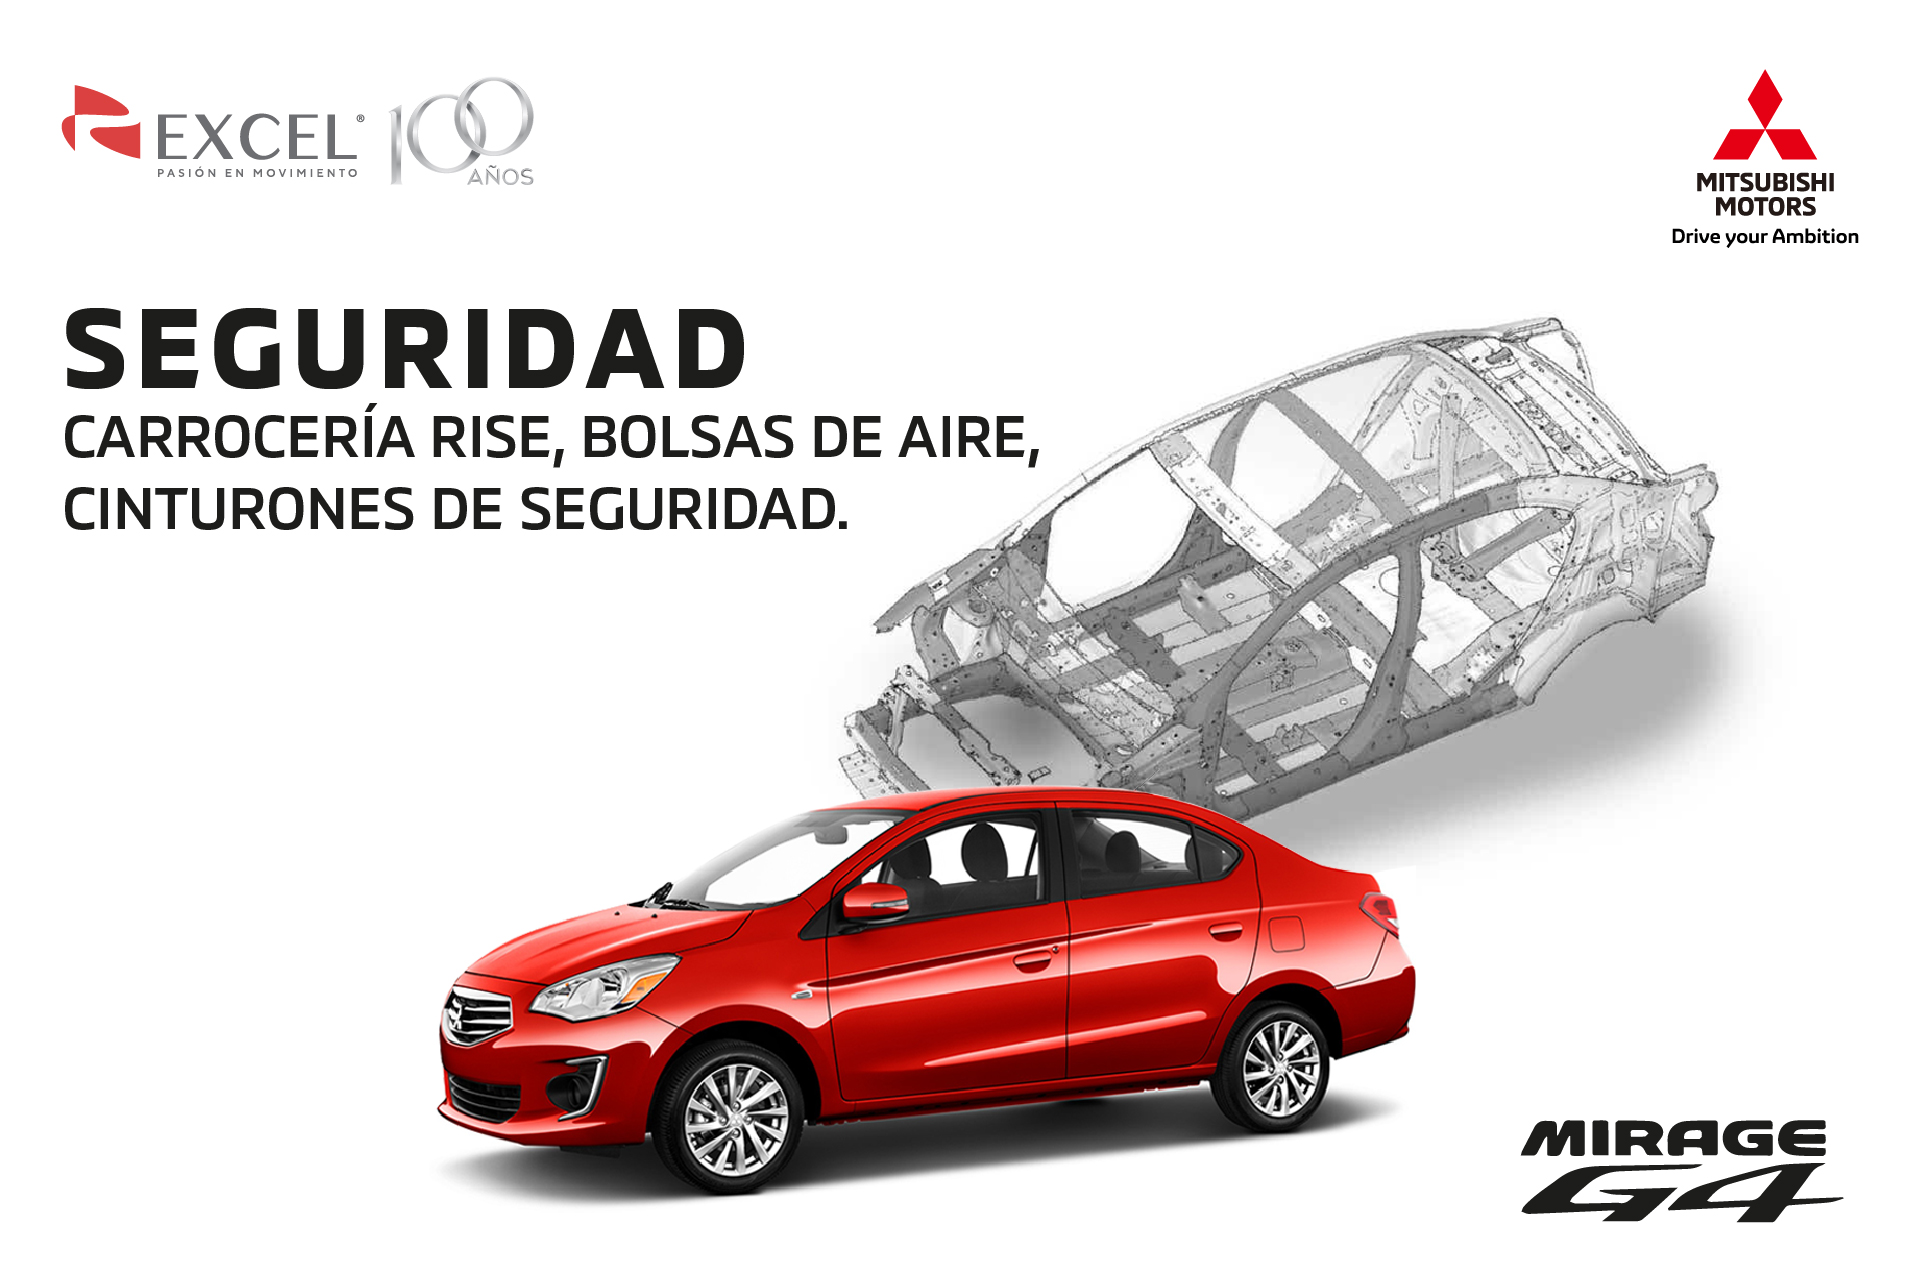 EXCEL®
PASIÓN EN MOVIMIENTO
100
AÑOS
MITSUBISHI
MOTORS
Drive your Ambition
SEGURIDAD
CARROCERÍA RISE, BOLSAS DE AIRE,
CINTURONES DE SEGURIDAD.
MIRAGE
G4